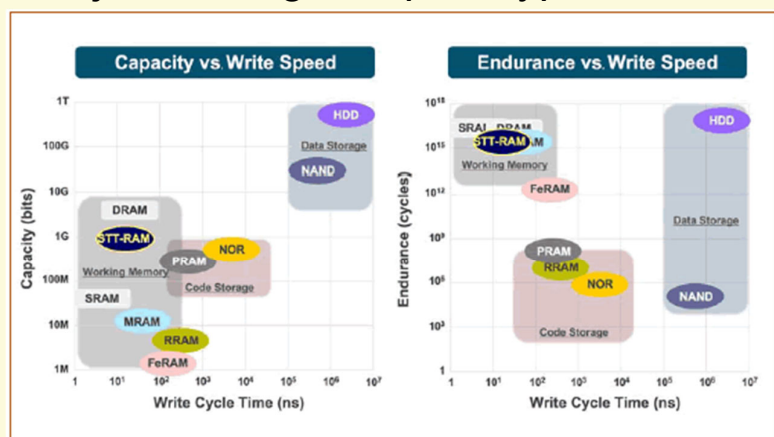 Capacity vs. Write Speed
1T
100G
10G
1G
100M
10M
1M
Capacity (bits)
HDD
Data Storage
NAND
DRAM
STT-RAM
NOR
PRAM
Working Memory
Code Storage
SRAM
MRAM
RRAM
FeRAM
1 10¹ 10² 10³ 10⁴ 10⁵ 10⁶ 10⁷
Write Cycle Time (ns)
Endurance vs. Write Speed
10¹⁸
10¹⁵
10¹²
10⁹
10⁶
10³
1
Endurance (cycles)
HDD
STT-RAM
Working Memory
FeRAM
Data Storage
PRAM
RRAM
NOR
NAND
Code Storage
1 10¹ 10² 10³ 10⁴ 10⁵ 10⁶ 10⁷
Write Cycle Time (ns)